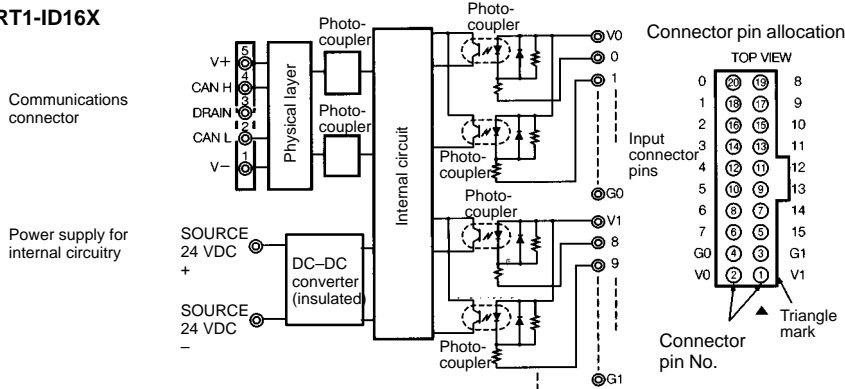 RT1-ID16X
Communications
connector
Power supply for
internal circuitry
V+
CAN H
DRAIN
CAN L
V−
5
4
3
2
1
Physical layer
Photo-
coupler
Photo-
coupler
SOURCE
24 VDC
+
SOURCE
24 VDC
–
DC–DC
converter
(insulated)
Internal circuit
Photo-
coupler
Photo-
coupler
Photo-
coupler
Photo-
coupler
V0
0
1
G0
V1
8
9
G1
Input
connector
pins
Connector pin allocation
TOP VIEW
0 20 19 8
1 18 17 9
2 16 15 10
3 14 13 11
4 12 11 12
5 10 9 13
6 8 7 14
7 6 5 15
G0 4 3 G1
V0 2 1 V1
Triangle
mark
Connector
pin No.